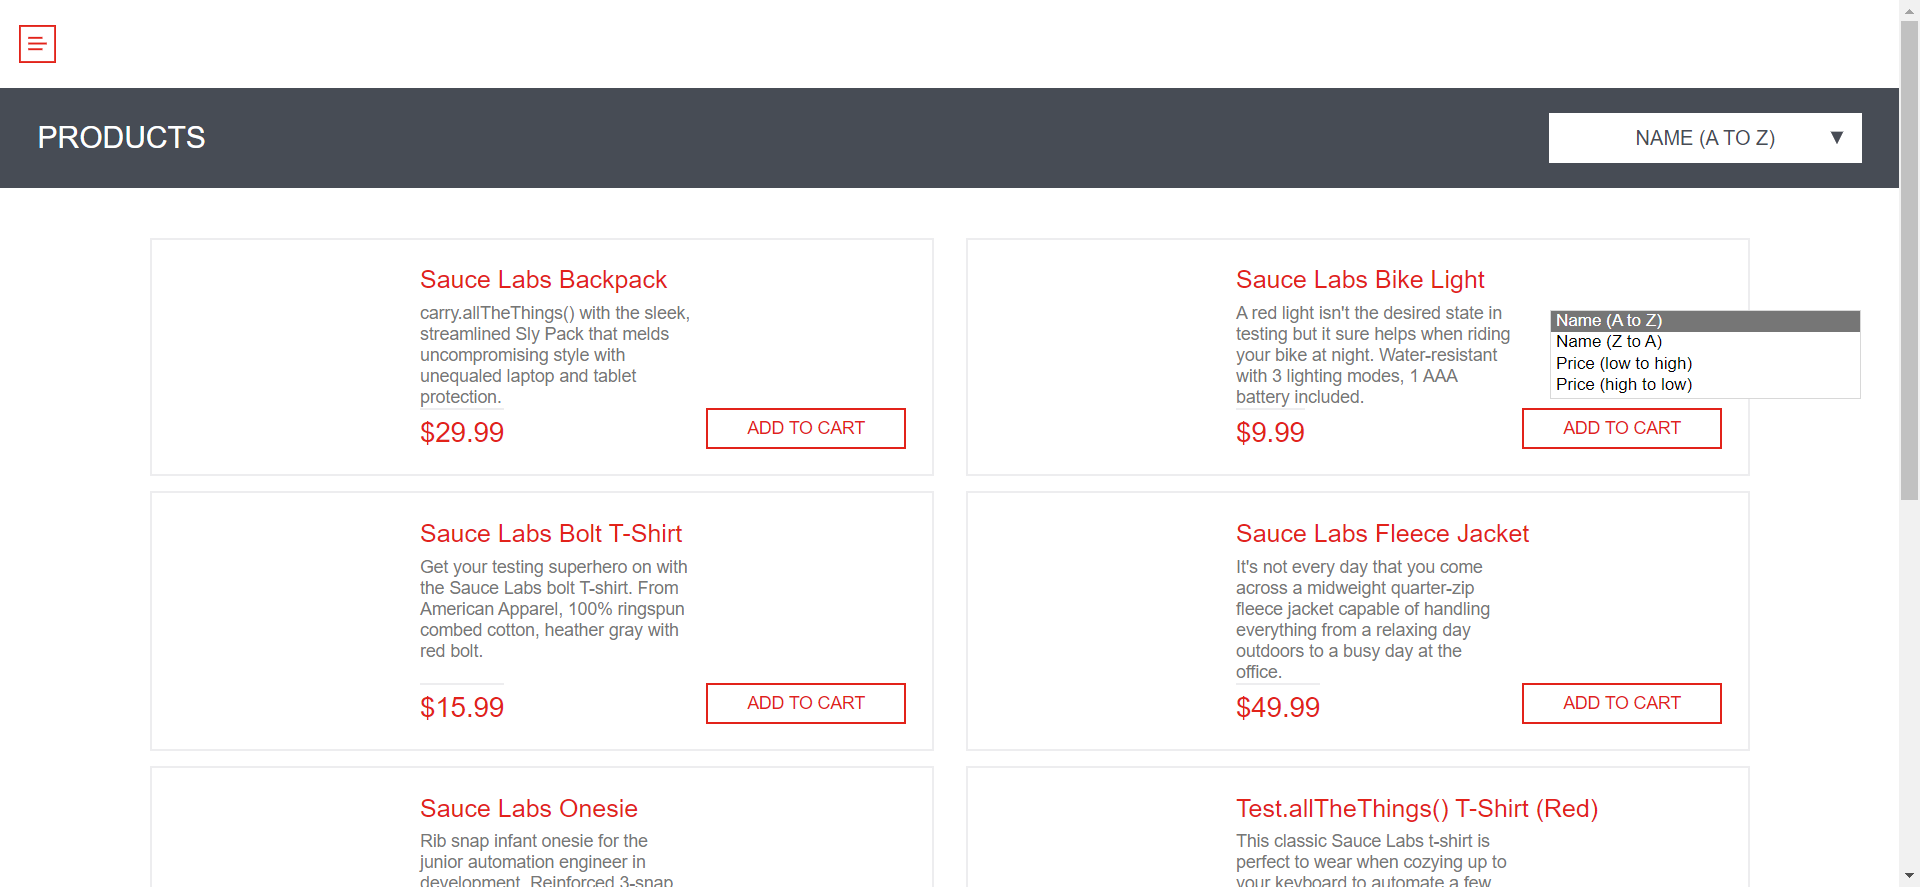 PRODUCTS
NAME (A TO Z) ▼
Sauce Labs Backpack
carry.allTheThings() with the sleek,
streamlined Sly Pack that melds
uncompromising style with
unequaled laptop and tablet
protection.
$29.99
ADD TO CART
Sauce Labs Bike Light
A red light isn't the desired state in
testing but it sure helps when riding
your bike at night. Water-resistant
with 3 lighting modes, 1 AAA
battery included.
$9.99
ADD TO CART
Name (A to Z)
Name (Z to A)
Price (low to high)
Price (high to low)
Sauce Labs Bolt T-Shirt
Get your testing superhero on with
the Sauce Labs bolt T-shirt. From
American Apparel, 100% ringspun
combed cotton, heather gray with
red bolt.
$15.99
ADD TO CART
Sauce Labs Fleece Jacket
It's not every day that you come
across a midweight quarter-zip
fleece jacket capable of handling
everything from a relaxing day
outdoors to a busy day at the
office.
$49.99
ADD TO CART
Sauce Labs Onesie
Rib snap infant onesie for the
junior automation engineer in
development. Reinforced 3-snap
Test.allTheThings() T-Shirt (Red)
This classic Sauce Labs t-shirt is
perfect to wear when cozying up to
your keyboard to automate a few